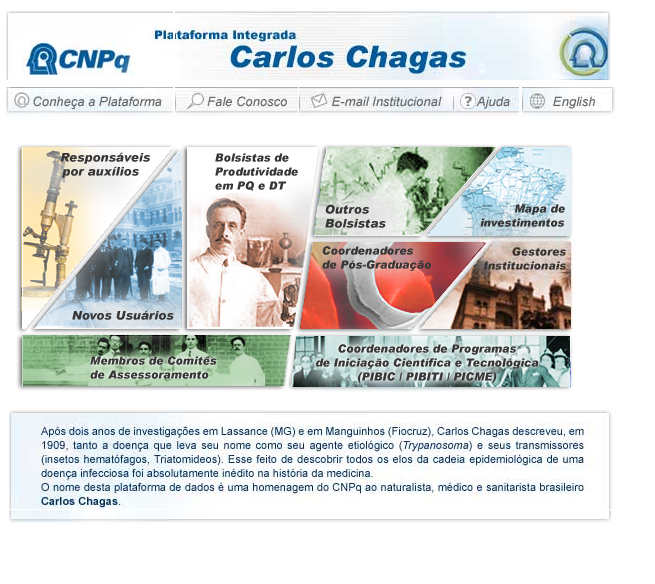 Plataforma Integrada
CNPq
Carlos Chagas
Conheça a Plataforma
Fale Conosco
E-mail Institucional
Ajuda
English
Responsáveis
por auxílios
Novos Usuários
Bolsistas de
Produtividade
em PQ e DT
Outros
Bolsistas
Mapa de
investimentos
Coordenadores
de Pós-Graduação
Gestores
Institucionais
Membros de Comitês
de Assessoramento
Coordenadores de Programas
de Iniciação Científica e Tecnológica
(PIBIC / PIBITI / PICME)
Após dois anos de investigações em Lassance (MG) e em Manguinhos (Fiocruz), Carlos Chagas descreveu, em
1909, tanto a doença que leva seu nome como seu agente etiológico (Trypanosoma) e seus transmissores
(insetos hematófagos, Triatomideos). Esse feito de descobrir todos os elos da cadeia epidemiológica de uma
doença infecciosa foi absolutamente inédito na história da medicina.
O nome desta plataforma de dados é uma homenagem do CNPq ao naturalista, médico e sanitarista brasileiro
Carlos Chagas.